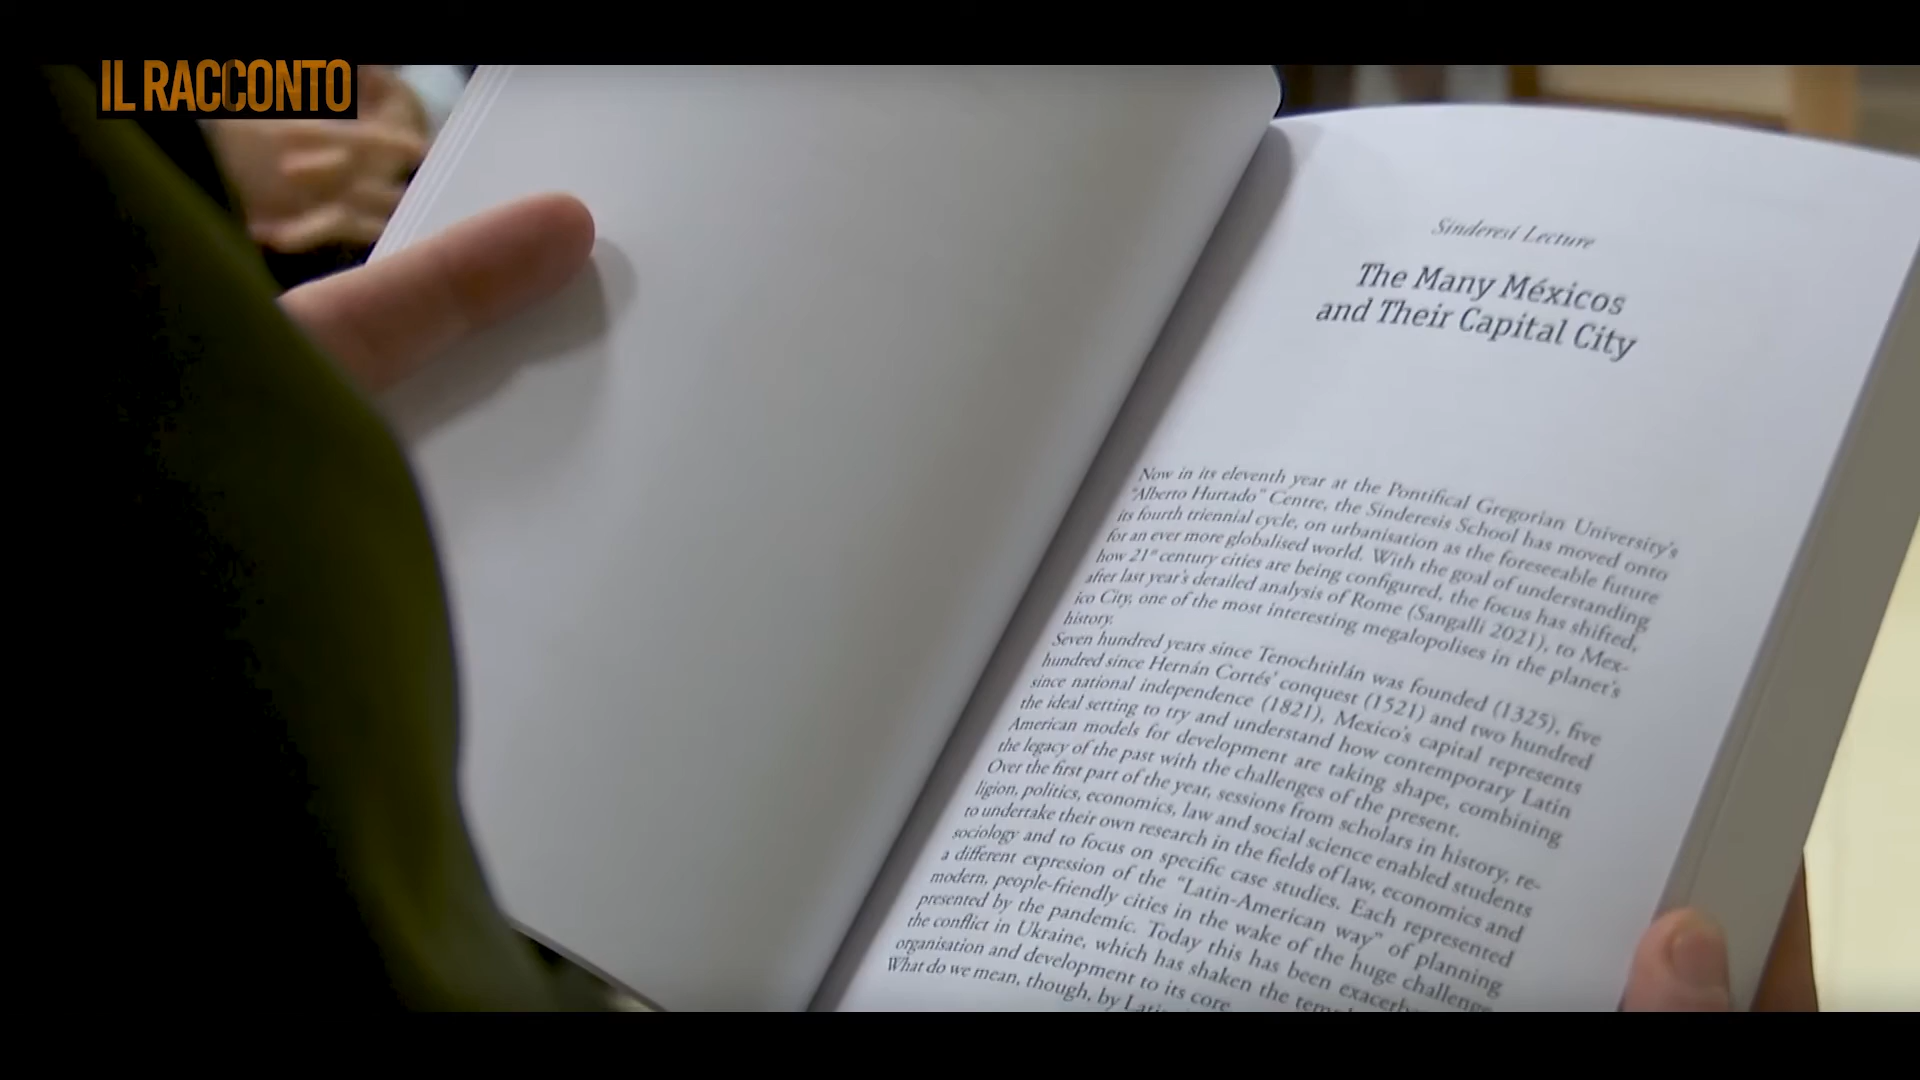 IL RACCONTO
Sinderesi Lecture
The Many Méxicos
and Their Capital City
Now in its eleventh year at the Pontifical Gregorian University's
"Alberto Hurtado" Centre, the Sinderesis School has moved onto
its fourth triennial cycle, on urbanisation as the foreseeable future
for an ever more globalised world. With the goal of understanding
how 21st century cities are being configured, the focus has shifted,
after last year's detailed analysis of Rome (Sangalli 2021), to Mex-
ico City, one of the most interesting megalopolises in the planet's
history.
Seven hundred years since Tenochtitlán was founded (1325), five
hundred since Hernán Cortés' conquest (1521) and two hundred
since national independence (1821), Mexico's capital represents
the ideal setting to try and understand how contemporary Latin
American models for development are taking shape, combining
the legacy of the past with the challenges of the present.
Over the first part of the year, sessions from scholars in history, re-
ligion, politics, economics, law and social science enabled students
to undertake their own research in the fields of law, economics and
sociology and to focus on specific case studies. Each represented
a different expression of the "Latin-American way" of planning
modern, people-friendly cities in the wake of the huge challenge
presented by the pandemic. Today this has been
the conflict in Ukraine, which has shaken the
organisation and development to its core
What do we mean, though, by